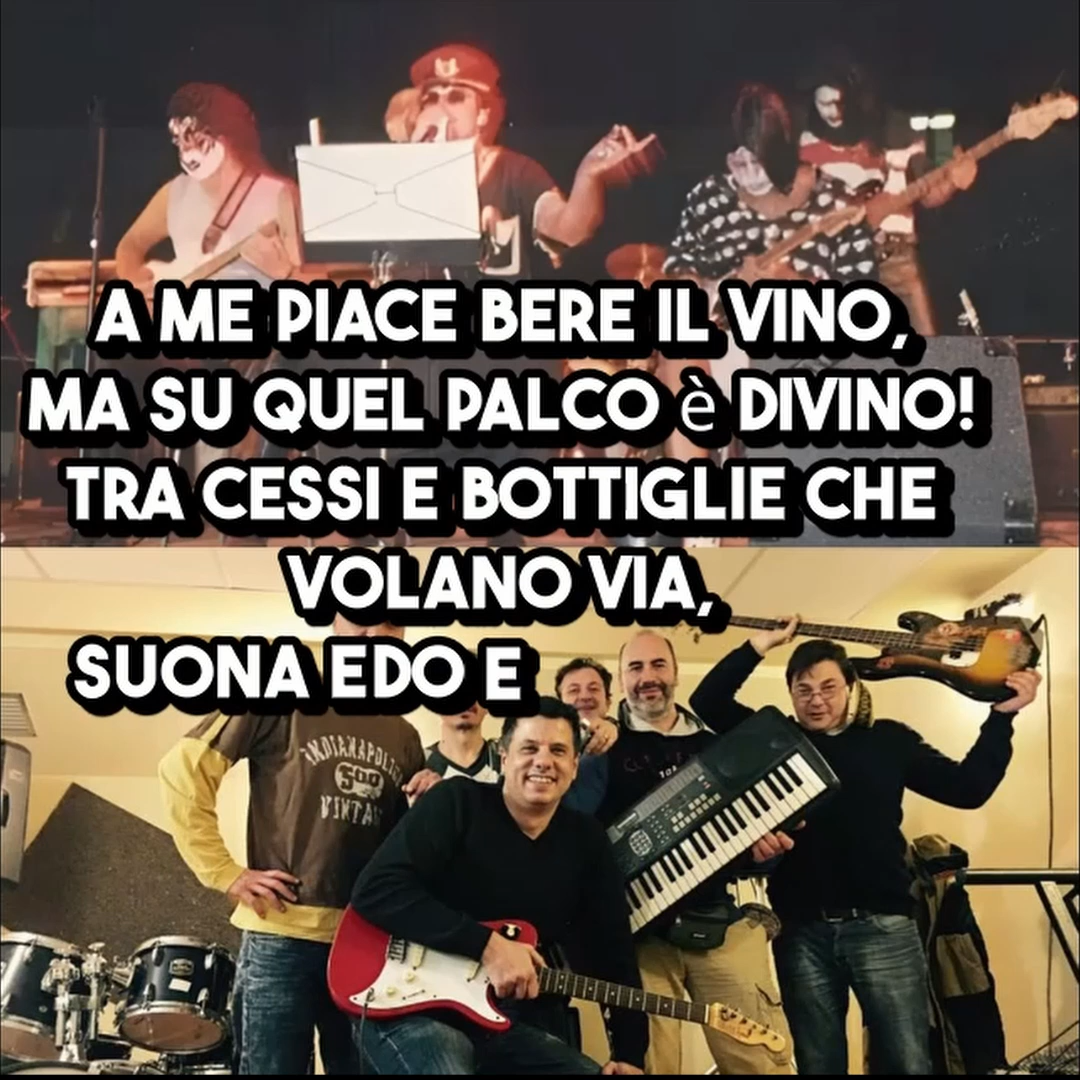 A ME PIACE BERE IL VINO,
MA SU QUEL PALCO è DIVINO!
TRA CESSI E BOTTIGLIE CHE
VOLANO VIA,
SUONA EDO E
INDIANAPOLIS
500
VINTAG